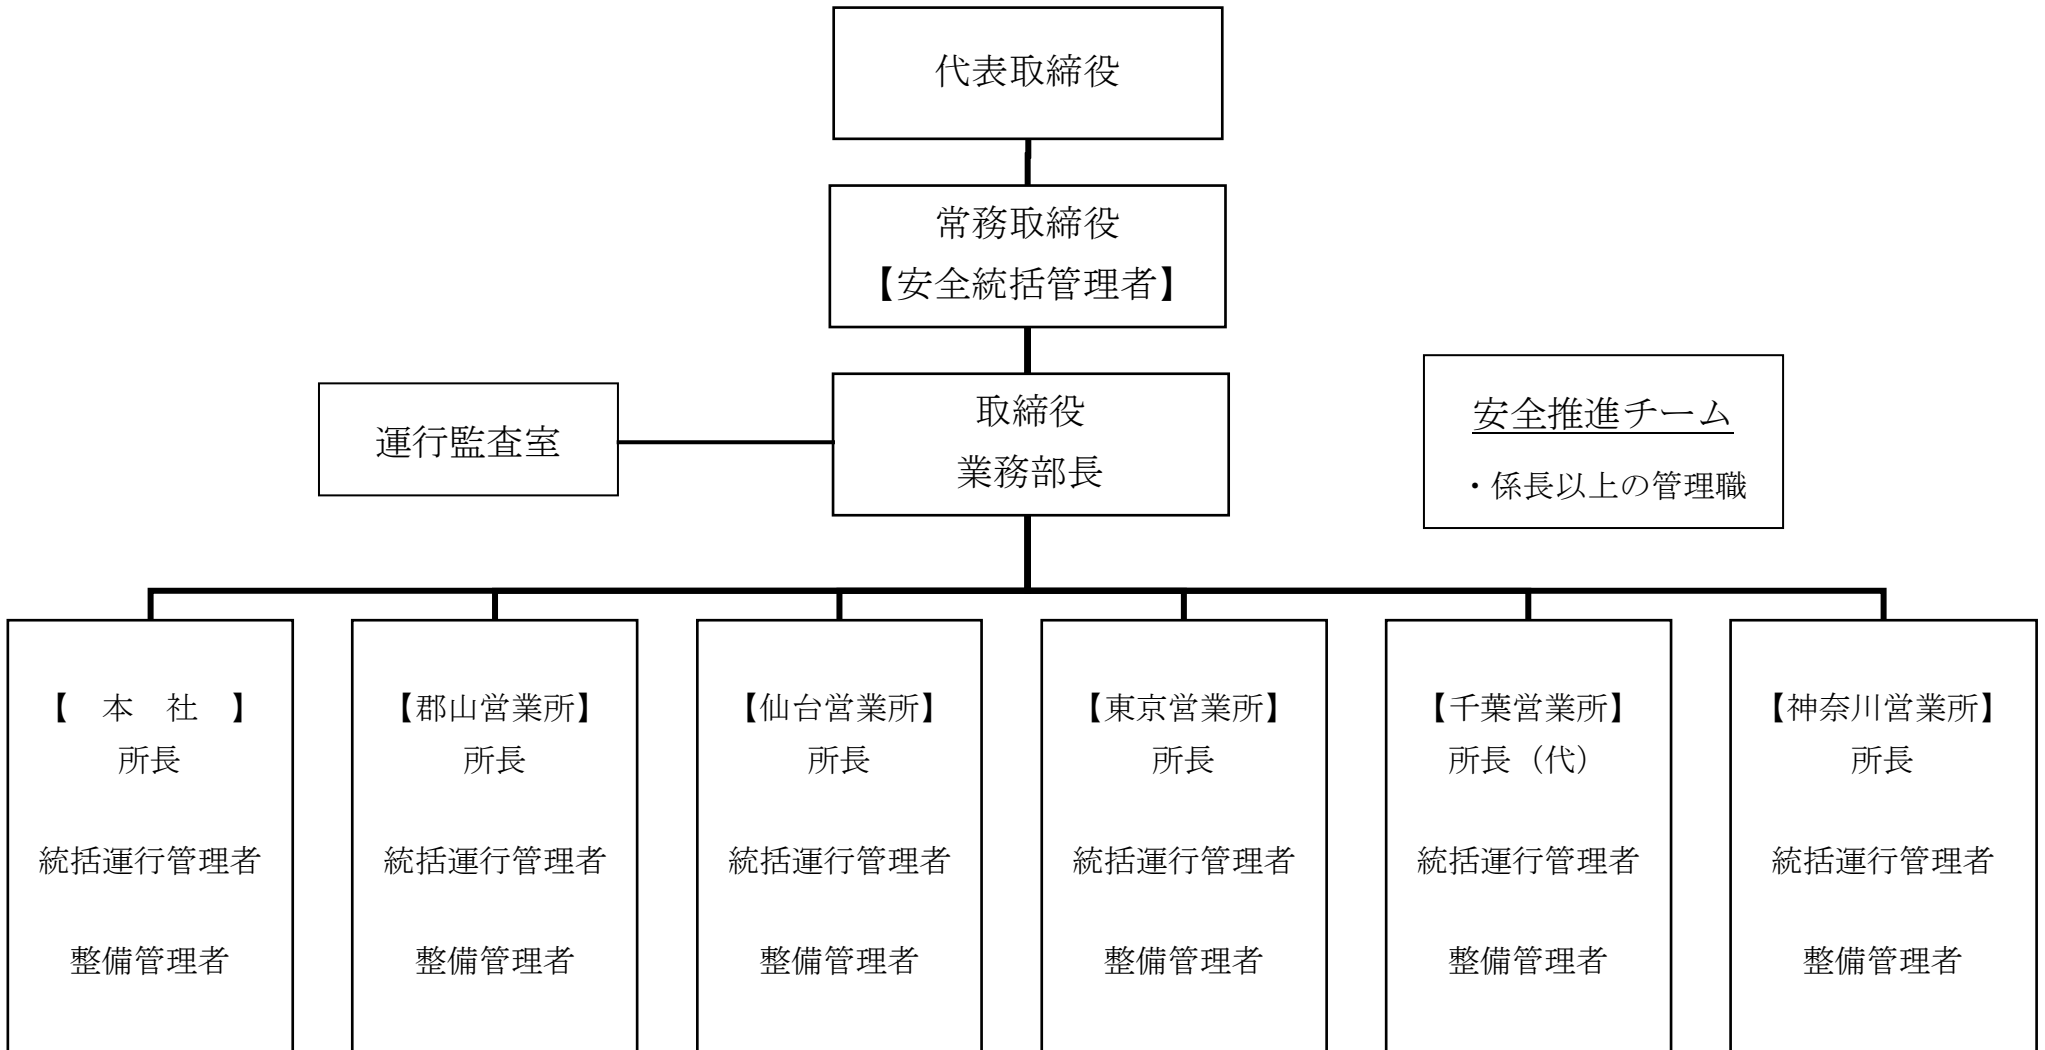 代表取締役
常務取締役
【安全統括管理者】
運行監査室
取締役
業務部長
安全推進チーム
・係長以上の管理職
【　本　社　】
所長
統括運行管理者
整備管理者
【郡山営業所】
所長
統括運行管理者
整備管理者
【仙台営業所】
所長
統括運行管理者
整備管理者
【東京営業所】
所長
統括運行管理者
整備管理者
【千葉営業所】
所長（代）
統括運行管理者
整備管理者
【神奈川営業所】
所長
統括運行管理者
整備管理者